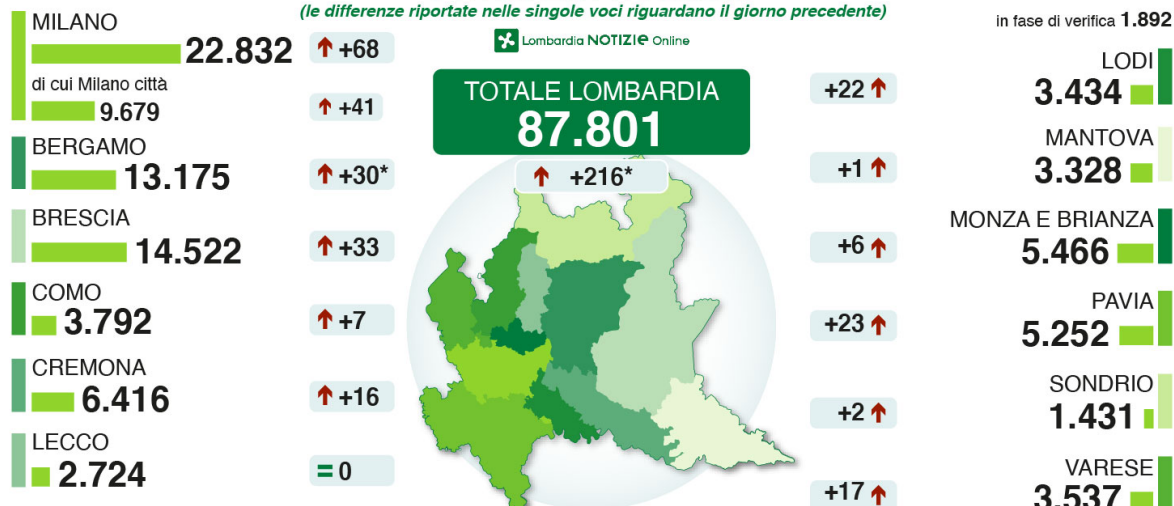 (le differenze riportate nelle singole voci riguardano il giorno precedente)
in fase di verifica 1.892
Lombardia NOTIZIE Online
TOTALE LOMBARDIA
87.801
+216*
MILANO
22.832
+68
di cui Milano città
9.679
+41
BERGAMO
13.175
+30*
BRESCIA
14.522
+33
COMO
3.792
+7
CREMONA
6.416
+16
LECCO
2.724
= 0
LODI
+22
3.434
MANTOVA
+1
3.328
MONZA E BRIANZA
+6
5.466
PAVIA
+23
5.252
SONDRIO
+2
1.431
VARESE
+17
3.537